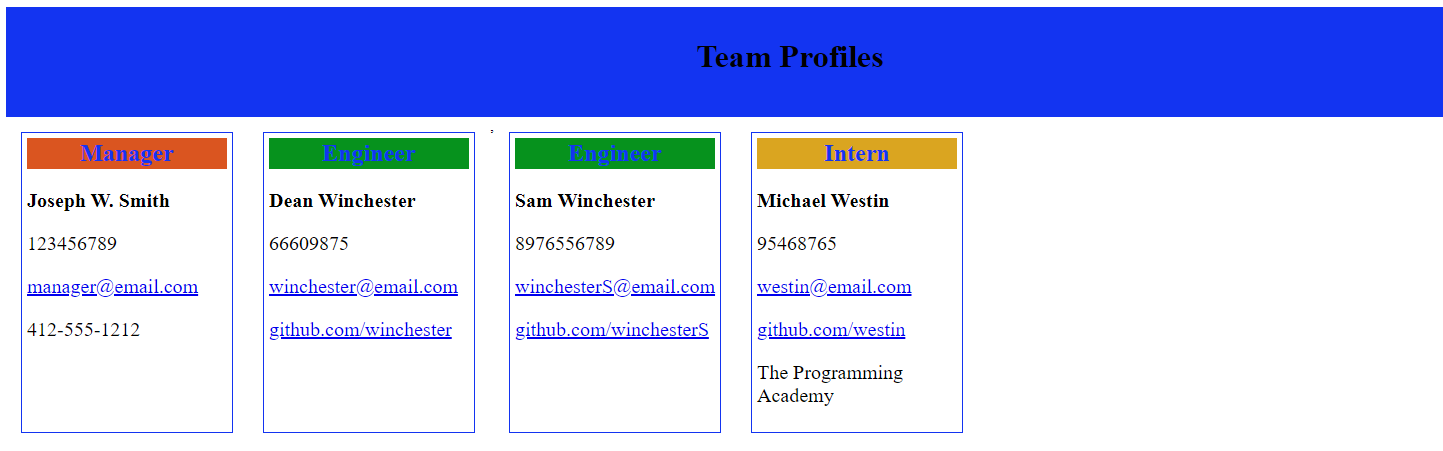 Team Profiles
Manager
Joseph W. Smith
123456789
manager@email.com
412-555-1212
Engineer
Dean Winchester
66609875
winchester@email.com
github.com/winchester
,
Engineer
Sam Winchester
8976556789
winchesterS@email.com
github.com/winchesterS
Intern
Michael Westin
95468765
westin@email.com
github.com/westin
The Programming
Academy